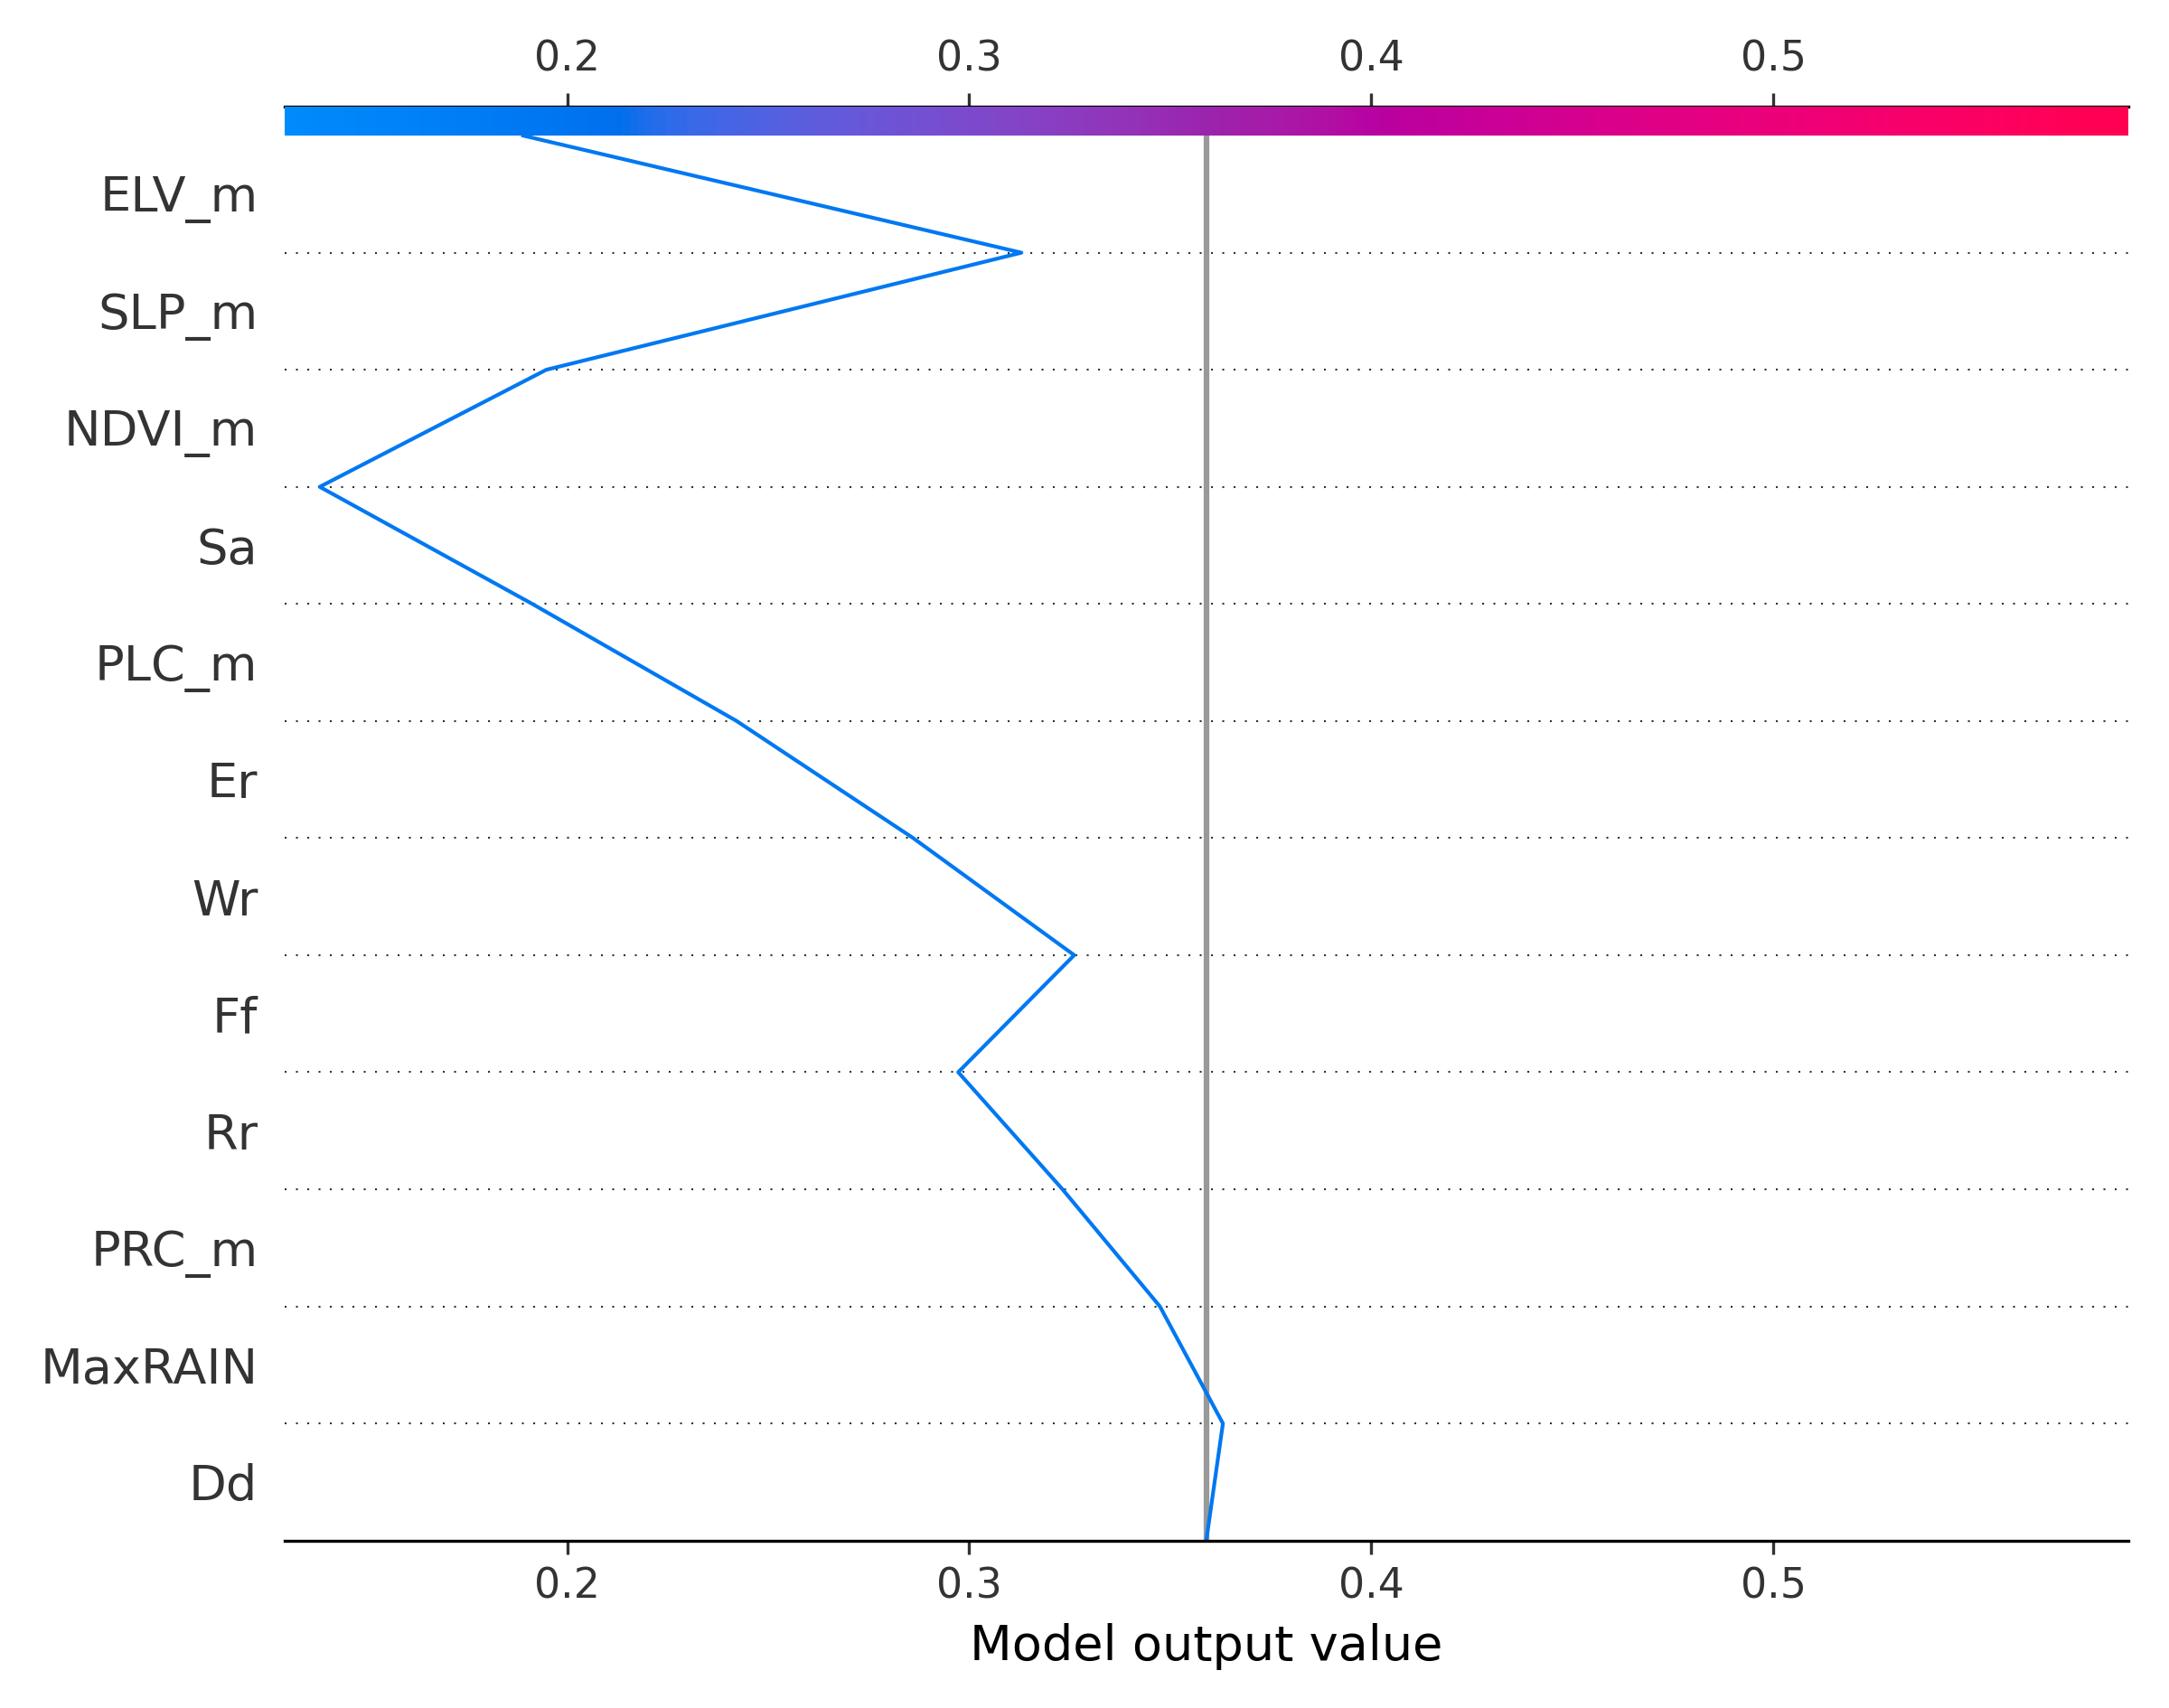 0.2 0.3 0.4 0.5
ELV_m
SLP_m
NDVI_m
Sa
PLC_m
Er
Wr
Ff
Rr
PRC_m
MaxRAIN
Dd
0.2 0.3 0.4 0.5
Model output value